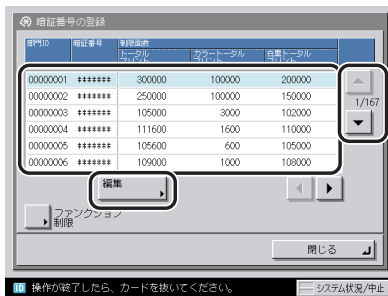 暗証番号の登録
部門ID 暗証番号 制限面数
トータルプリント カラートータルプリント 白黒トータルプリント
00000001 ******* 300000 100000 200000
00000002 ******* 250000 100000 150000
00000003 ******* 105000 3000 102000
00000004 ******* 111600 1600 110000
00000005 ******* 105600 600 105000
00000006 ******* 109000 1000 108000
1/167
編集
ファンクション
制限
閉じる
ID 操作が終了したら、カードを抜いてください。 システム状況/中止